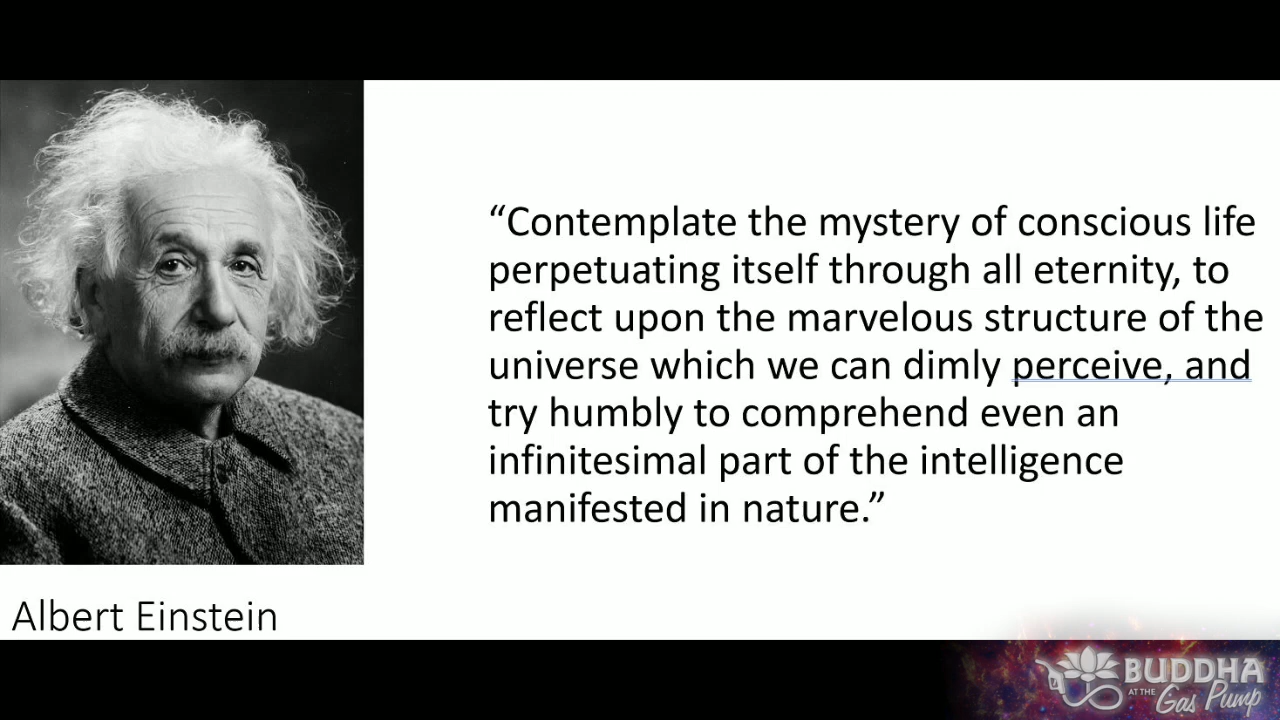 “Contemplate the mystery of conscious life
perpetuating itself through all eternity, to
reflect upon the marvelous structure of the
universe which we can dimly perceive, and
try humbly to comprehend even an
infinitesimal part of the intelligence
manifested in nature.”
Albert Einstein
BUDDHA
AT THE Gas Pump